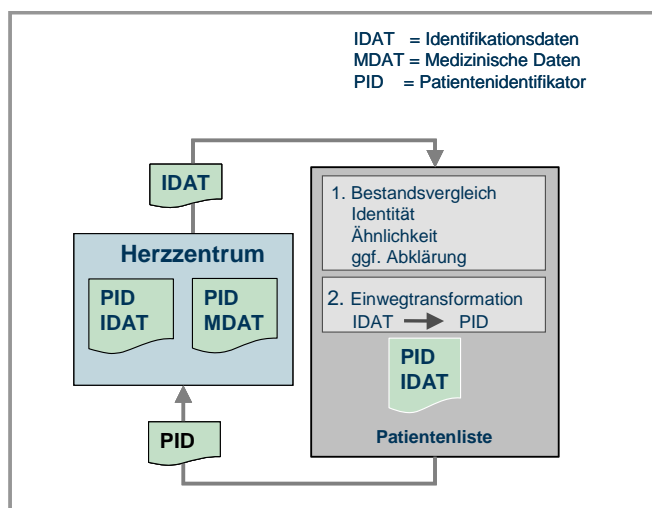 IDAT = Identifikationsdaten
MDAT = Medizinische Daten
PID = Patientenidentifikator
IDAT
Herzzentrum
PID
IDAT
PID
MDAT
PID
1. Bestandsvergleich
Identität
Ähnlichkeit
ggf. Abklärung
2. Einwegtransformation
IDAT PID
PID
IDAT
Patientenliste